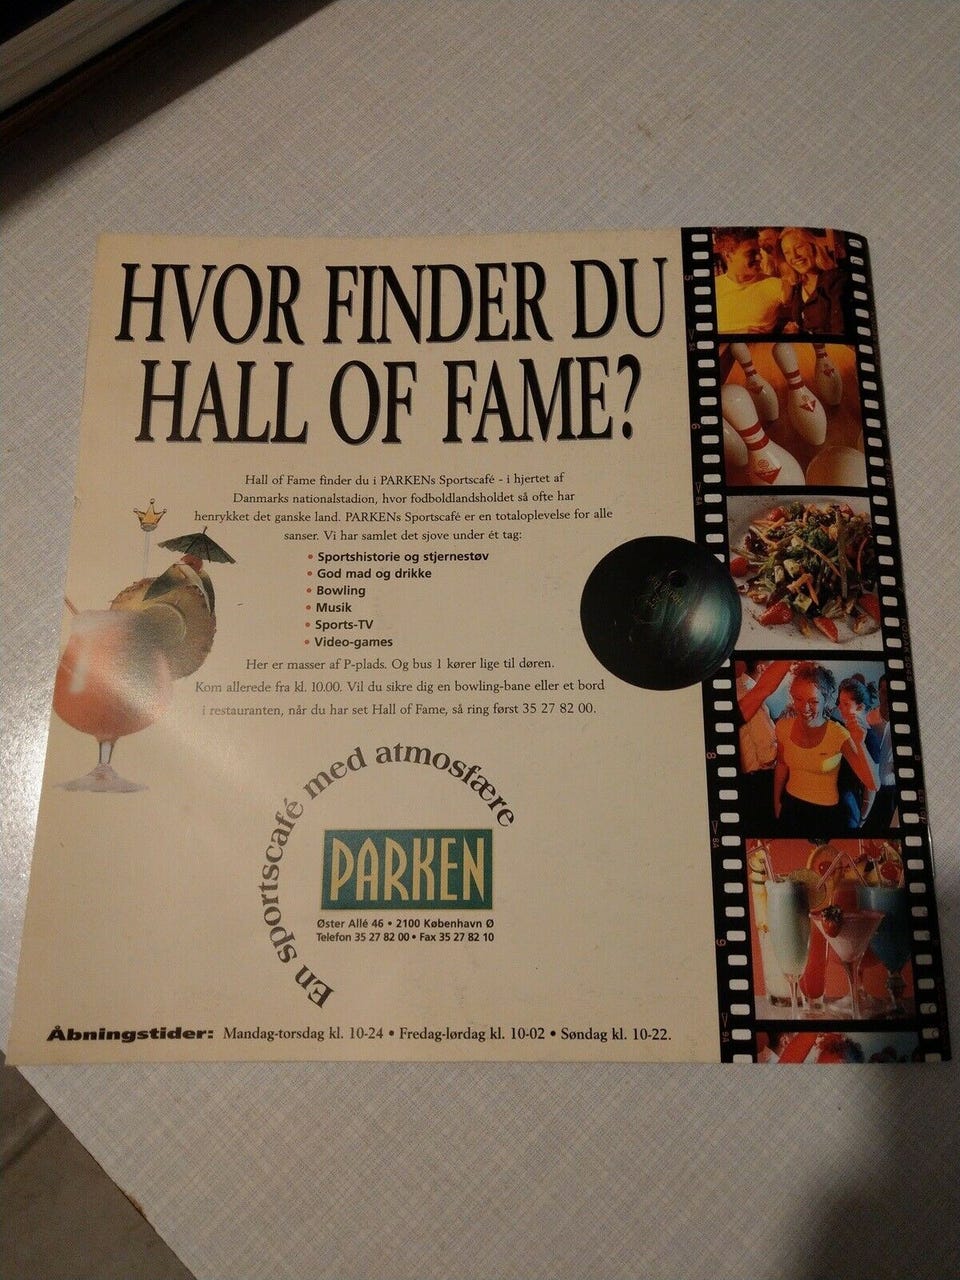 HVOR FINDER DU
HALL OF FAME?
Hall of Fame finder du i PARKENs Sportscafé - i hjertet af
Danmarks nationalstadion, hvor fodboldlandsholdet så ofte har
henrykket det ganske land. PARKENs Sportscafé er en totaloplevelse for alle
sanser. Vi har samlet det sjove under ét tag:
• Sportshistorie og stjernestøv
• God mad og drikke
• Bowling
• Musik
• Sports-TV
• Video-games
Her er masser af P-plads. Og bus 1 kører lige til døren.
Kom allerede fra kl. 10.00. Vil du sikre dig en bowling-bane eller et bord
i restauranten, når du har set Hall of Fame, så ring først 35 27 82 00.
En sportscafé med atmosfære
PARKEN
Øster Allé 46 • 2100 København Ø
Telefon 35 27 82 00 • Fax 35 27 82 10
Åbningstider: Mandag-torsdag kl. 10-24 • Fredag-lørdag kl. 10-02 • Søndag kl. 10-22.
5
6
8
9